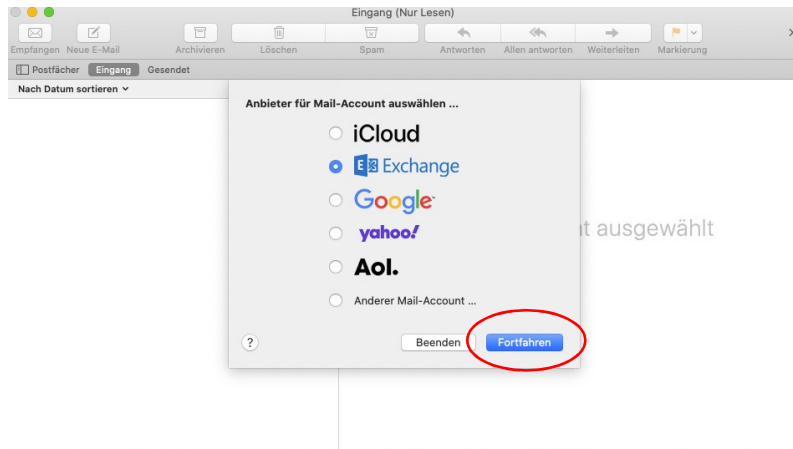 Eingang (Nur Lesen)
Empfangen Neue E-Mail Archivieren Löschen Spam Antworten Allen antworten Weiterleiten Markierung
Postfächer Eingang Gesendet
Nach Datum sortieren
Anbieter für Mail-Account auswählen ...
iCloud
E Exchange
Google
yahoo!
Aol.
Anderer Mail-Account ...
ausgewählt
? Beenden Fortfahren